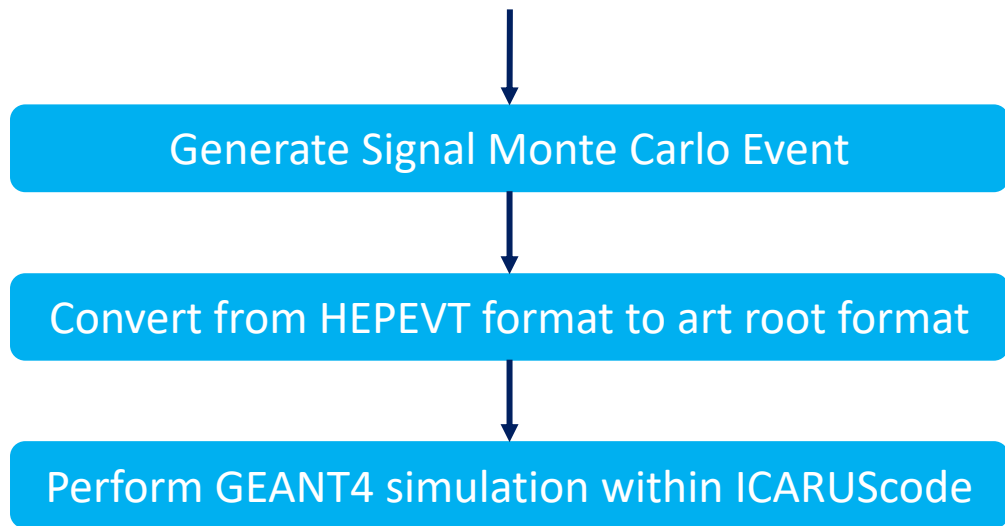 Generate Signal Monte Carlo Event
Convert from HEPEVT format to art root format
Perform GEANT4 simulation within ICARUScode